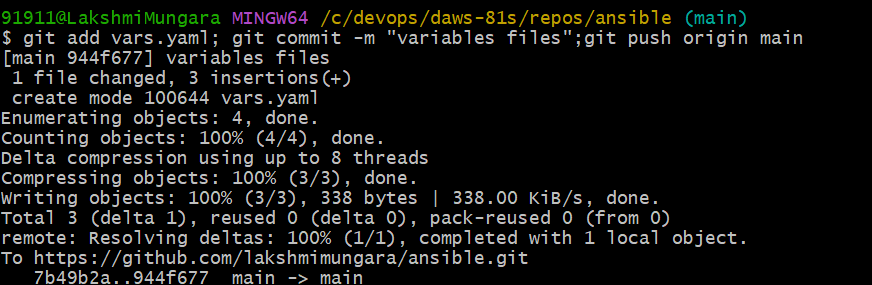 91911@LakshmiMungara MINGW64 /c/devops/daws-81s/repos/ansible (main)
$ git add vars.yaml; git commit -m "variables files";git push origin main
[main 944f677] variables files
 1 file changed, 3 insertions(+)
 create mode 100644 vars.yaml
Enumerating objects: 4, done.
Counting objects: 100% (4/4), done.
Delta compression using up to 8 threads
Compressing objects: 100% (3/3), done.
Writing objects: 100% (3/3), 338 bytes | 338.00 KiB/s, done.
Total 3 (delta 1), reused 0 (delta 0), pack-reused 0 (from 0)
remote: Resolving deltas: 100% (1/1), completed with 1 local object.
To https://github.com/lakshmimungara/ansible.git
   7b49b2a..944f677  main -> main